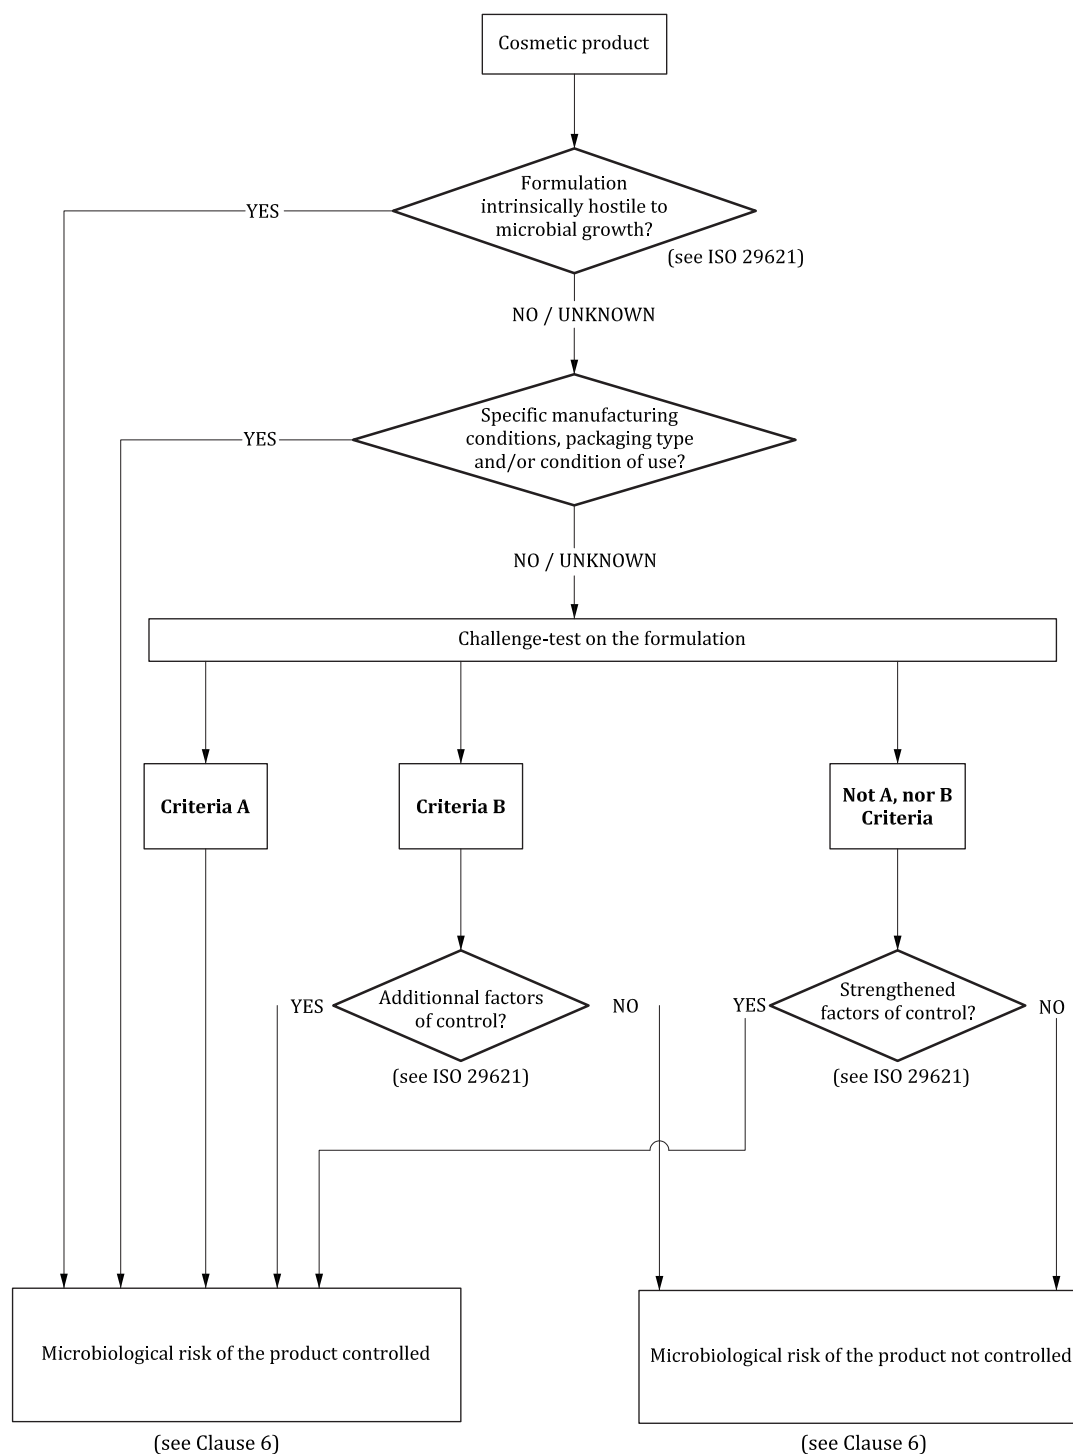 Cosmetic product
Formulation
intrinsically hostile to
microbial growth?
YES
(see ISO 29621)
NO / UNKNOWN
Specific manufacturing
conditions, packaging type
and/or condition of use?
YES
NO / UNKNOWN
Challenge-test on the formulation
Criteria A
Criteria B
Not A, nor B
Criteria
YES
Additionnal factors
of control?
NO
(see ISO 29621)
YES
Strengthened
factors of control?
NO
(see ISO 29621)
Microbiological risk of the product controlled
Microbiological risk of the product not controlled
(see Clause 6)
(see Clause 6)